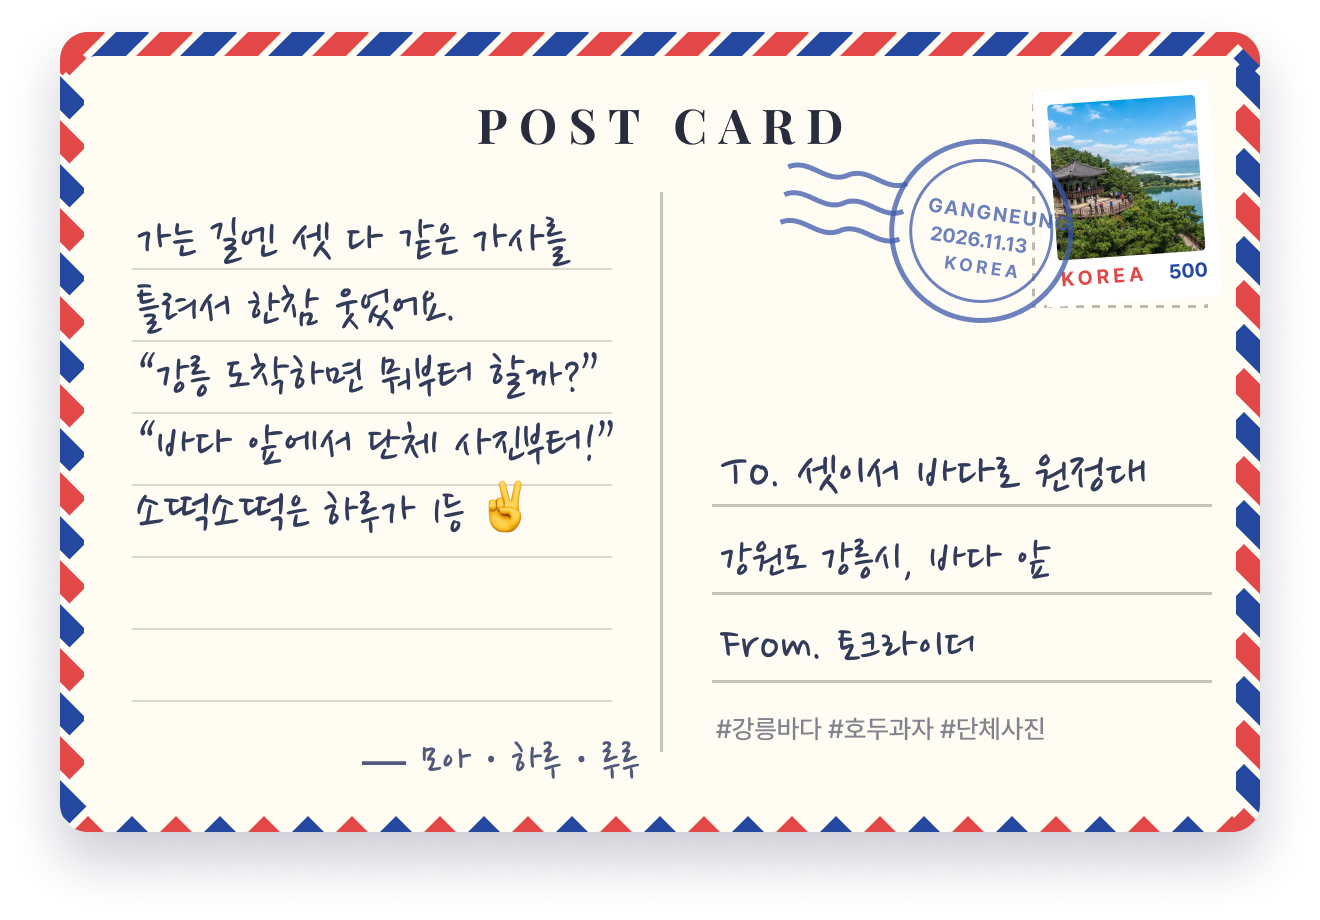 POST CARD
가는 길엔 셋 다 같은 가사를
틀려서 한참 웃었어요.
“강릉 도착하면 뭐부터 할까?”
“바다 앞에서 단체 사진부터!”
소떡소떡은 하루가 1등 ✌️
— 모아 · 하루 · 루루
GANGNEUNG
2026.11.13
KOREA
KOREA 500
To. 셋이서 바다로 원정대
강원도 강릉시, 바다 앞
From. 토크라이더
#강릉바다 #호두과자 #단체사진